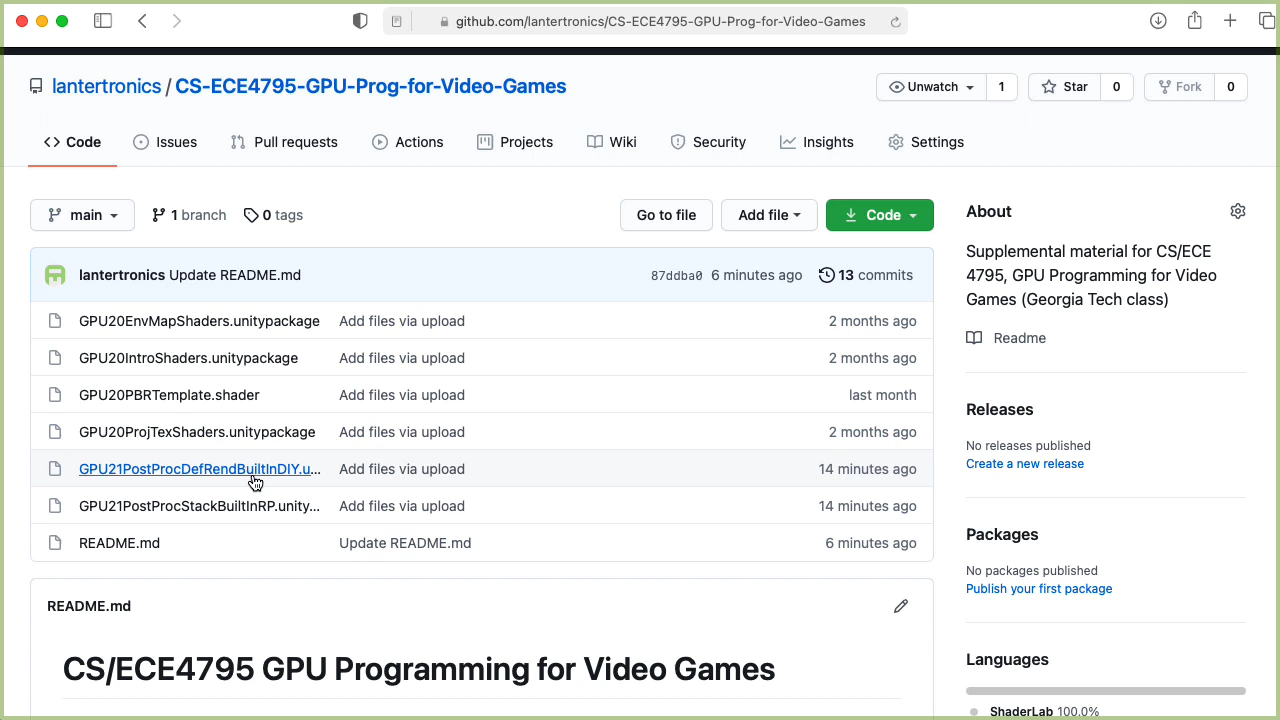 github.com/lantertronics/CS-ECE4795-GPU-Prog-for-Video-Games
lantertronics / CS-ECE4795-GPU-Prog-for-Video-Games
Unwatch 1
Star 0
Fork 0
Code Issues Pull requests Actions Projects Wiki Security Insights Settings
main 1 branch 0 tags
Go to file Add file Code
lantertronics Update README.md 87ddba0 6 minutes ago 13 commits
GPU20EnvMapShaders.unitypackage Add files via upload 2 months ago
GPU20IntroShaders.unitypackage Add files via upload 2 months ago
GPU20PBRTemplate.shader Add files via upload last month
GPU20ProjTexShaders.unitypackage Add files via upload 2 months ago
GPU21PostProcDefRendBuiltInDIY.u... Add files via upload 14 minutes ago
GPU21PostProcStackBuiltInRP.unity... Add files via upload 14 minutes ago
README.md Update README.md 6 minutes ago
README.md
CS/ECE4795 GPU Programming for Video Games
About
Supplemental material for CS/ECE
4795, GPU Programming for Video
Games (Georgia Tech class)
Readme
Releases
No releases published
Create a new release
Packages
No packages published
Publish your first package
Languages
ShaderLab 100.0%